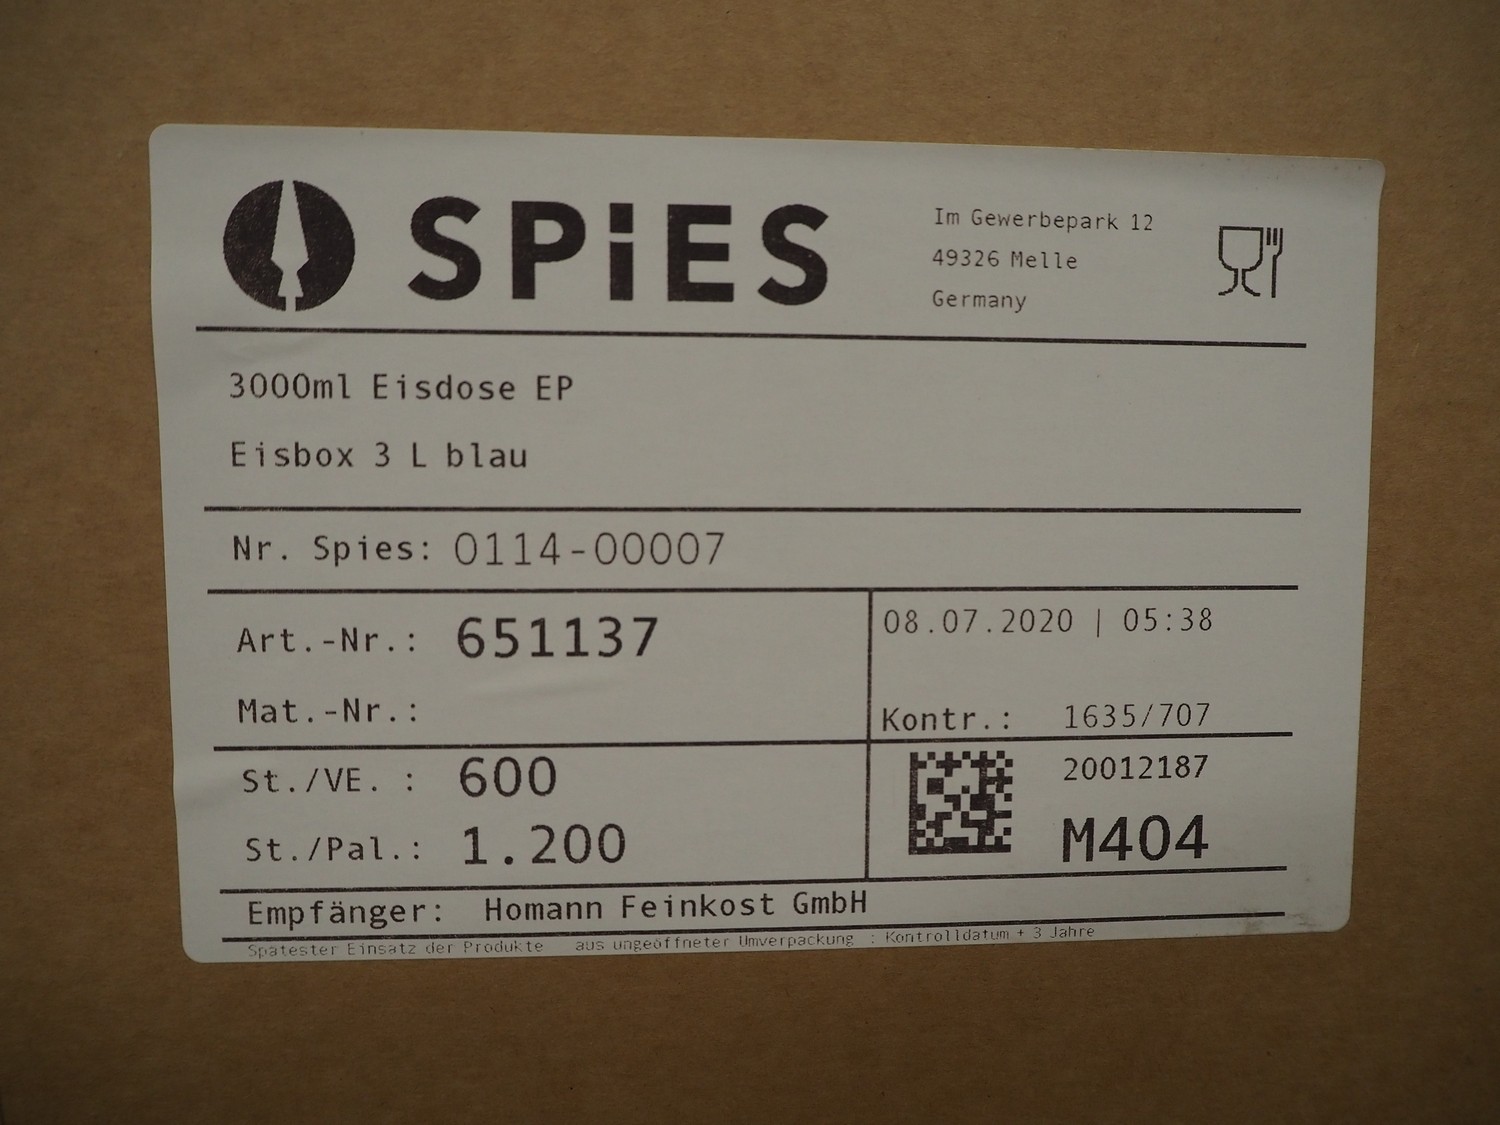 SPiES
Im Gewerbepark 12
49326 Melle
Germany
3000ml Eisdose EP
Eisbox 3 L blau
Nr. Spies: 0114-00007
Art.-Nr.: 651137
08.07.2020 | 05:38
Mat.-Nr.:
Kontr.: 1635/707
St./VE. : 600
20012187
St./Pal.: 1.200
M404
Empfänger: Homann Feinkost GmbH
Spätester Einsatz der Produkte aus ungeöffneter Umverpackung : Kontrolldatum + 3 Jahre